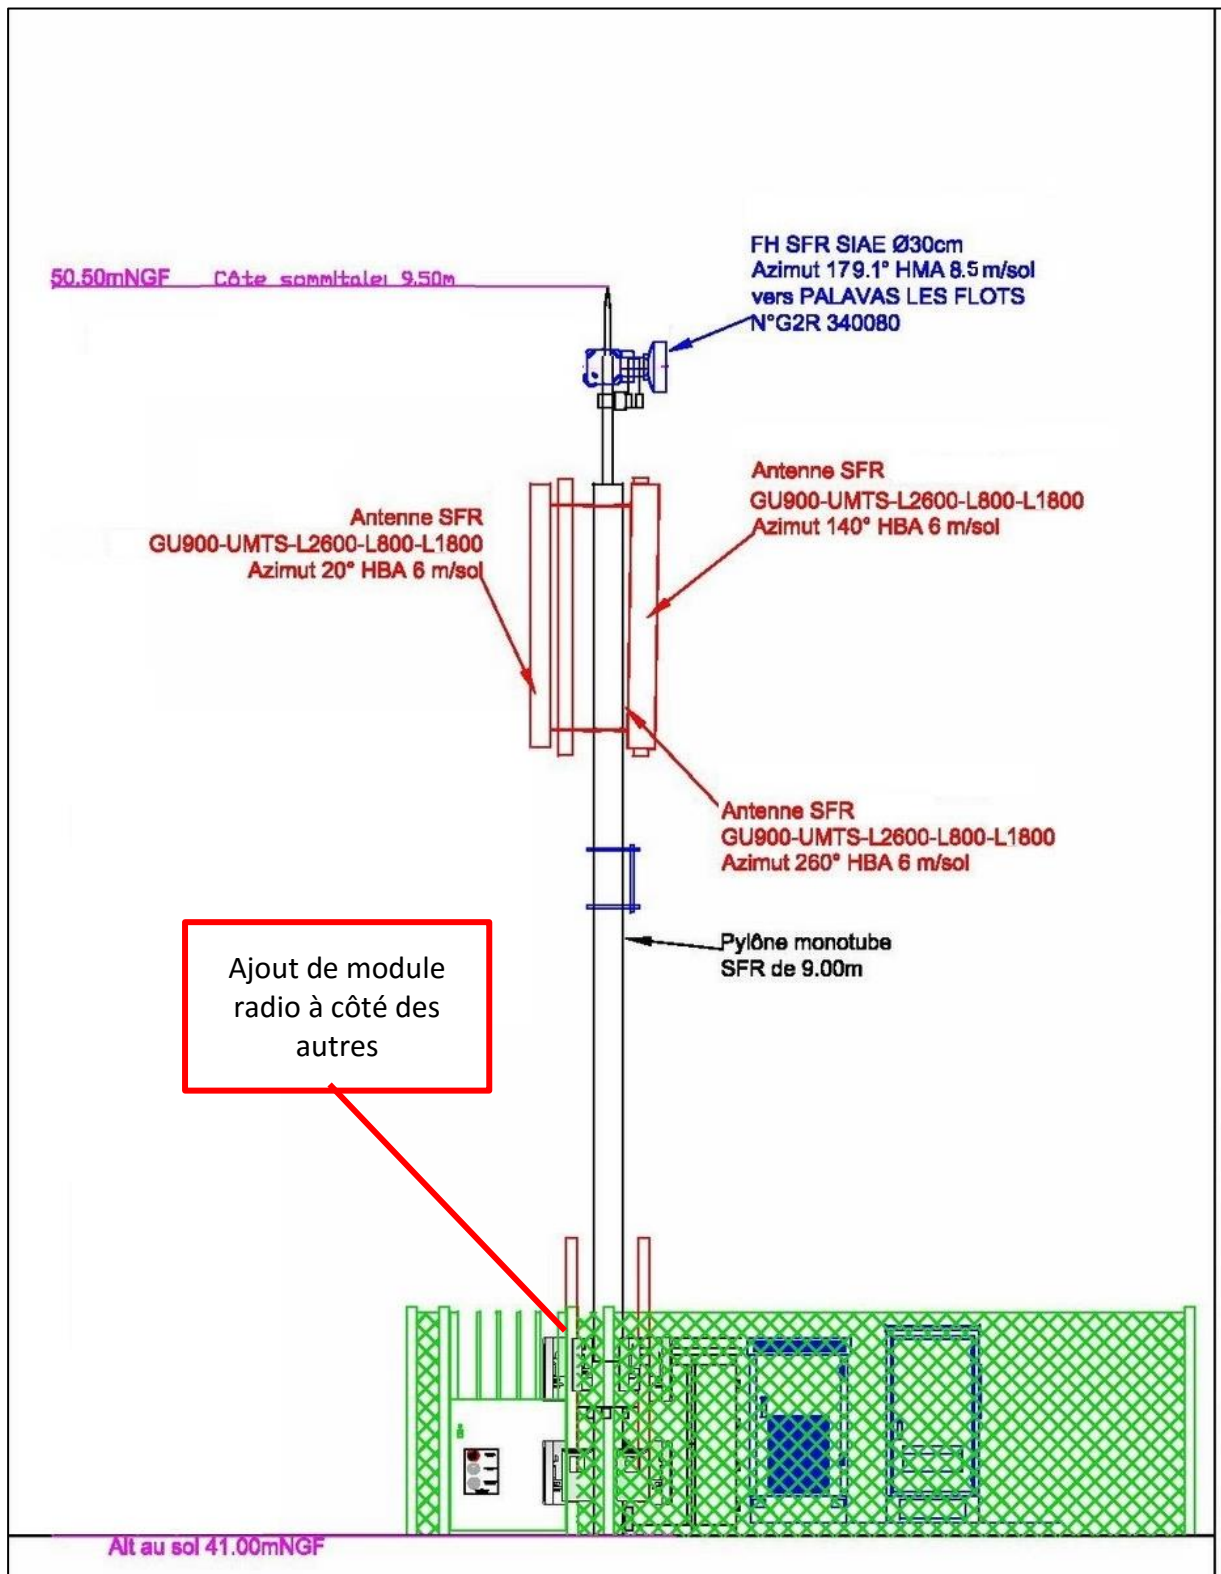 FH SFR SIAE Ø30cm
Azimut 179.1° HMA 8.5 m/sol
vers PALAVAS LES FLOTS
N°G2R 340080
50.50mNGF Côte sommitale: 9.50m
Antenne SFR
GU900-UMTS-L2600-L800-L1800
Azimut 140° HBA 6 m/sol
Antenne SFR
GU900-UMTS-L2600-L800-L1800
Azimut 20° HBA 6 m/sol
Antenne SFR
GU900-UMTS-L2600-L800-L1800
Azimut 260° HBA 6 m/sol
Pylône monotube
SFR de 9.00m
Ajout de module
radio à côté des
autres
Alt au sol 41.00mNGF